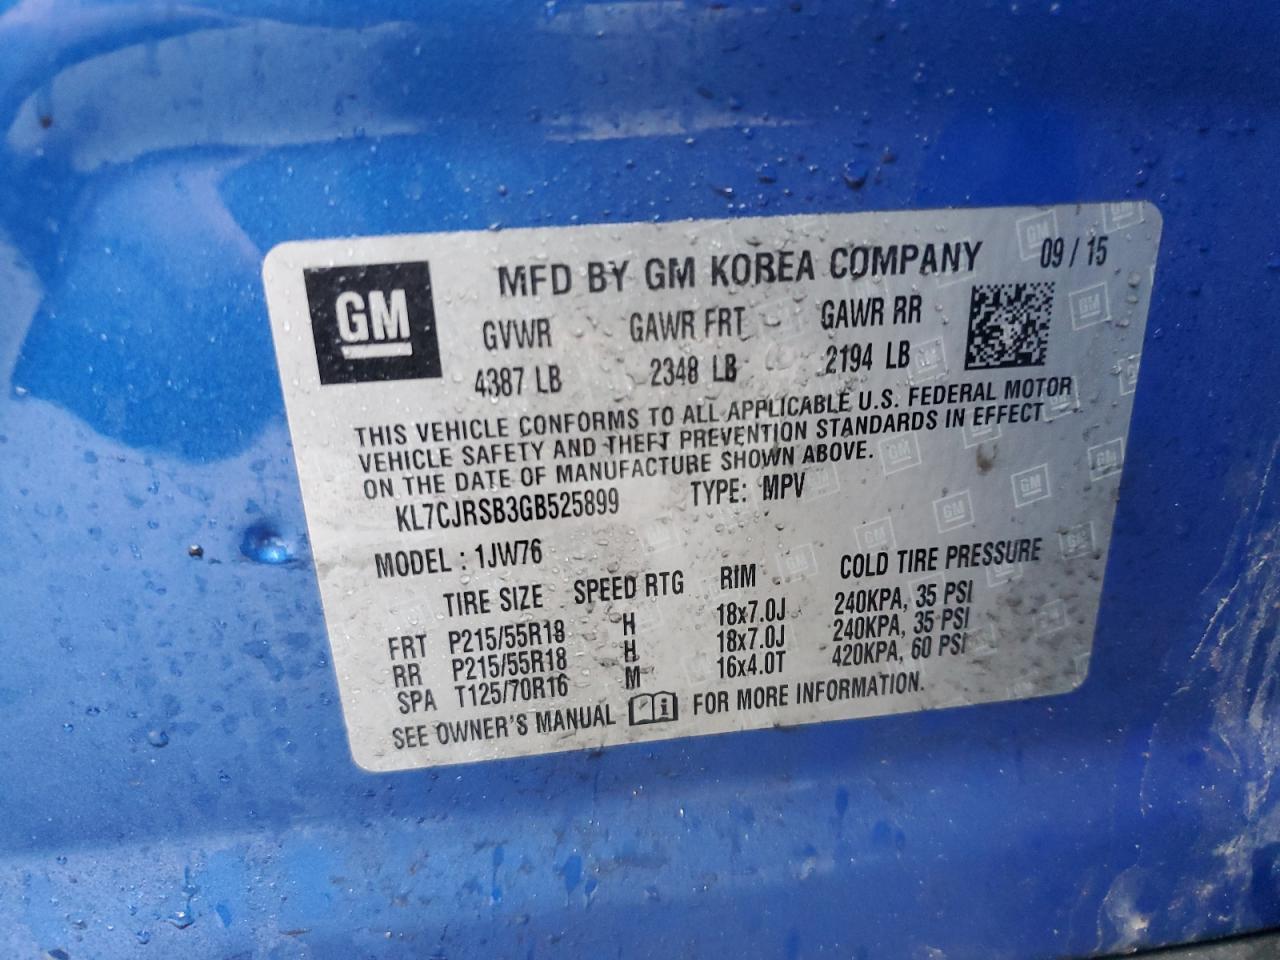 GM
MFD BY GM KOREA COMPANY 09 / 15
GVWR GAWR FRT GAWR RR
4387 LB 2348 LB 2194 LB
THIS VEHICLE CONFORMS TO ALL APPLICABLE U.S. FEDERAL MOTOR
VEHICLE SAFETY AND THEFT PREVENTION STANDARDS IN EFFECT
ON THE DATE OF MANUFACTURE SHOWN ABOVE.
KL7CJRSB3GB525899 TYPE: MPV
MODEL : 1JW76
TIRE SIZE SPEED RTG RIM COLD TIRE PRESSURE
FRT P215/55R18 H 18x7.0J 240KPA, 35 PSI
RR P215/55R18 H 18x7.0J 240KPA, 35 PSI
SPA T125/70R16 M 16x4.0T 420KPA, 60 PSI
SEE OWNER'S MANUAL i FOR MORE INFORMATION.